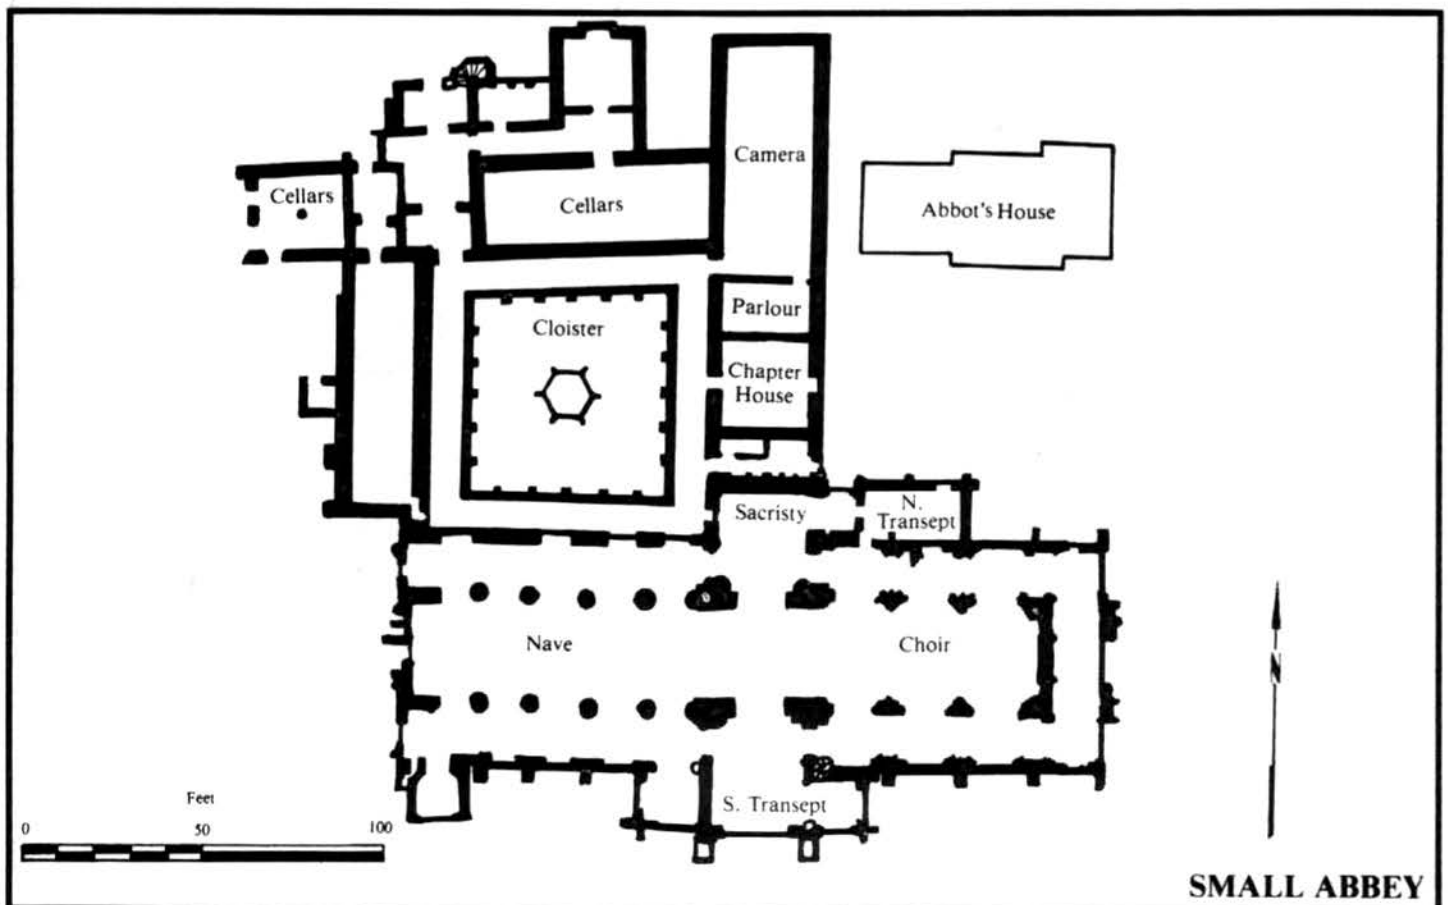 Camera
Cellars
Cellars
Abbot's House
Parlour
Cloister
Chapter
House
Sacristy
N.
Transept
Nave
Choir
N
S. Transept
Feet
0 50 100
SMALL ABBEY